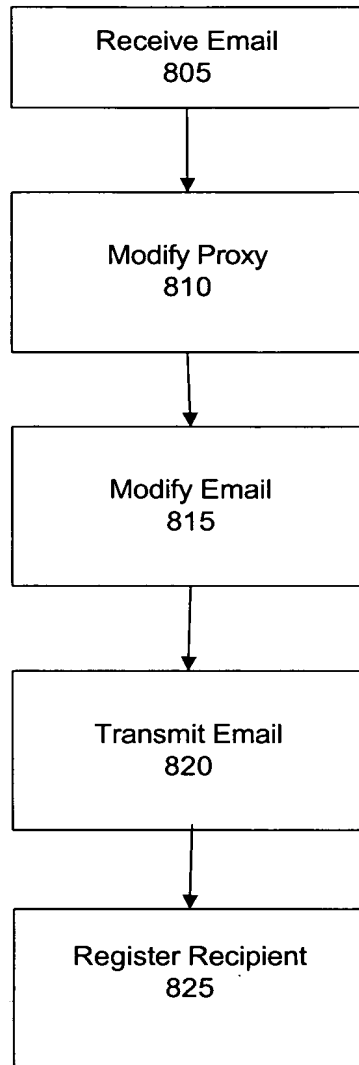 Receive Email
805
Modify Proxy
810
Modify Email
815
Transmit Email
820
Register Recipient
825